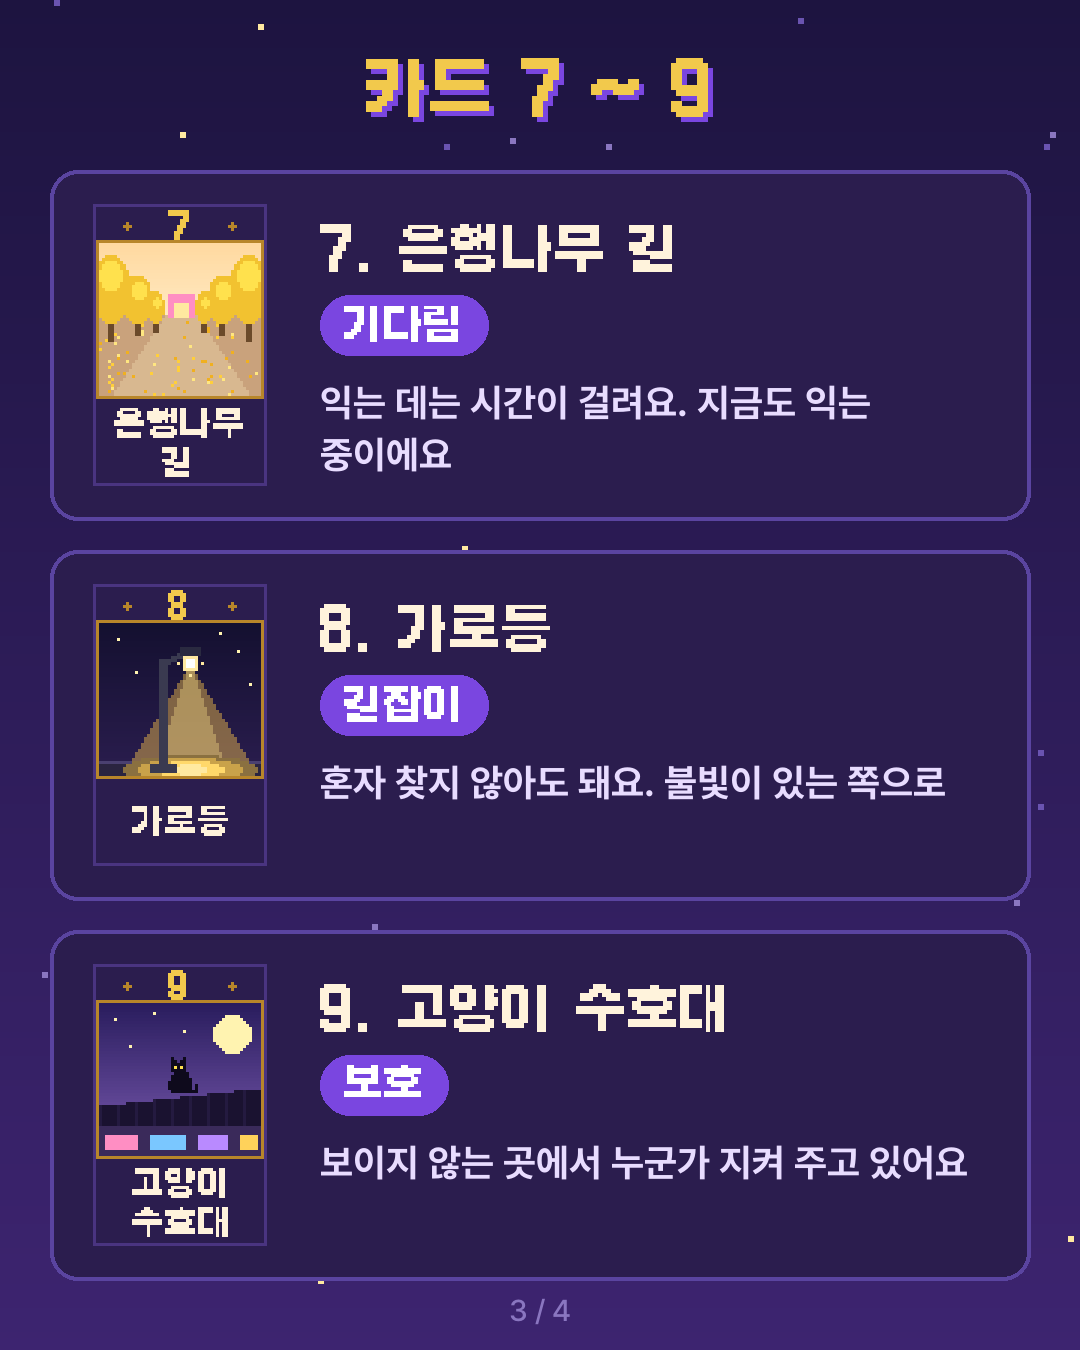 카드 7 ~ 9
7
은행나무
길
7. 은행나무 길
기다림
익는 데는 시간이 걸려요. 지금도 익는
중이에요
8
가로등
8. 가로등
길잡이
혼자 찾지 않아도 돼요. 불빛이 있는 쪽으로
9
고양이
수호대
9. 고양이 수호대
보호
보이지 않는 곳에서 누군가 지켜 주고 있어요
3 / 4